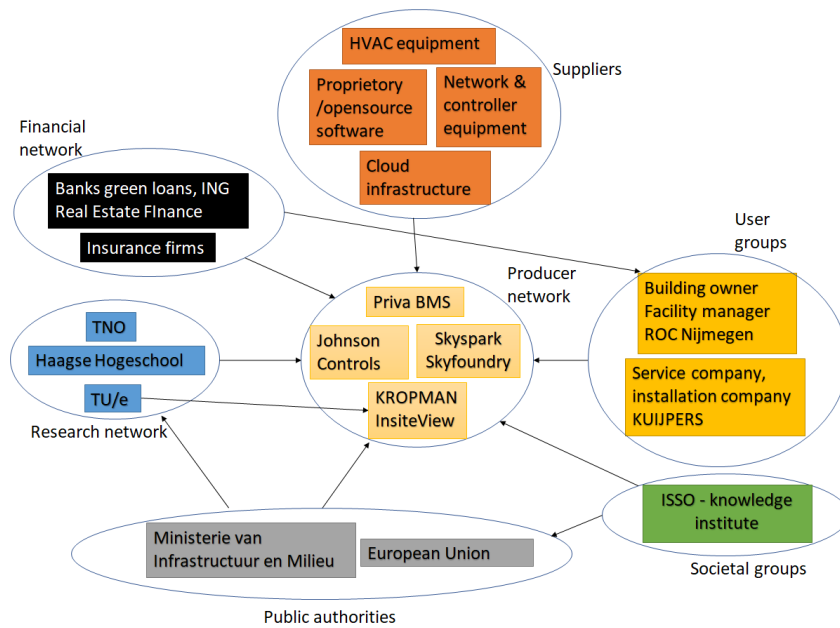 HVAC equipment
Suppliers
Proprietory
/opensource
software
Network &
controller
equipment
Cloud
infrastructure
Financial
network
Banks green loans, ING
Real Estate FInance
Insurance firms
User
groups
Building owner
Facility manager
ROC Nijmegen
Service company,
installation company
KUIJPERS
Producer
network
Priva BMS
Johnson
Controls
Skyspark
Skyfoundry
KROPMAN
InsiteView
TNO
Haagse Hogeschool
TU/e
Research network
ISSO - knowledge
institute
Societal groups
Ministerie van
Infrastructuur en Milieu
European Union
Public authorities